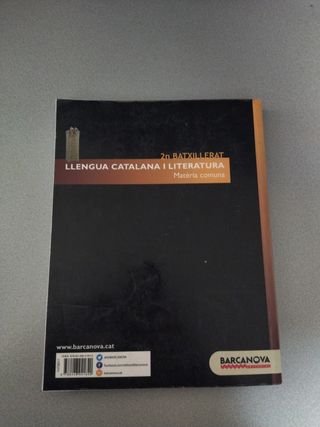 2n BATXILLERAT
LLENGUA CATALANA I LITERATURA
Matèria comuna
www.barcanova.cat
BARCANOVA